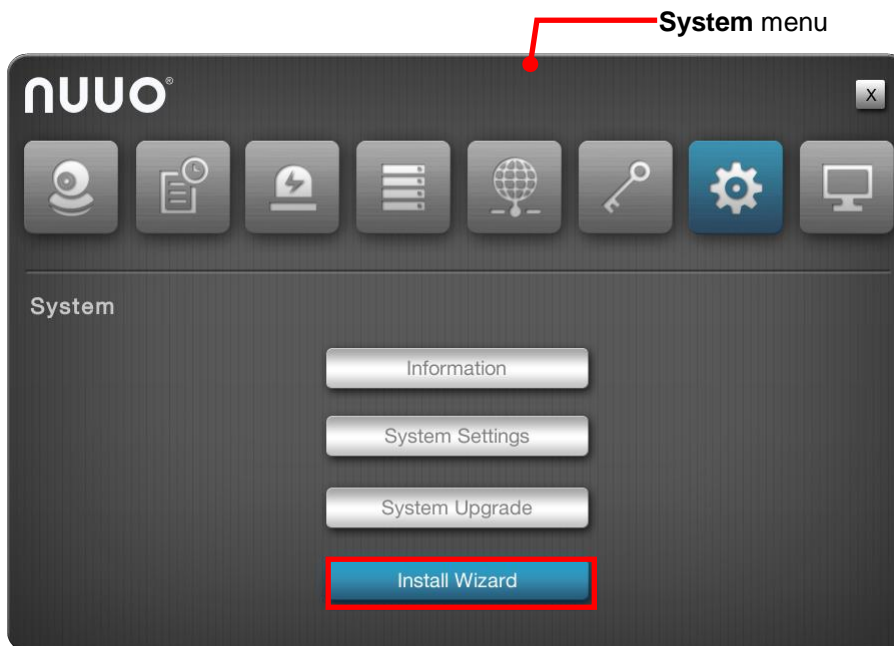 System menu
nuuo®
X
System
Information
System Settings
System Upgrade
Install Wizard